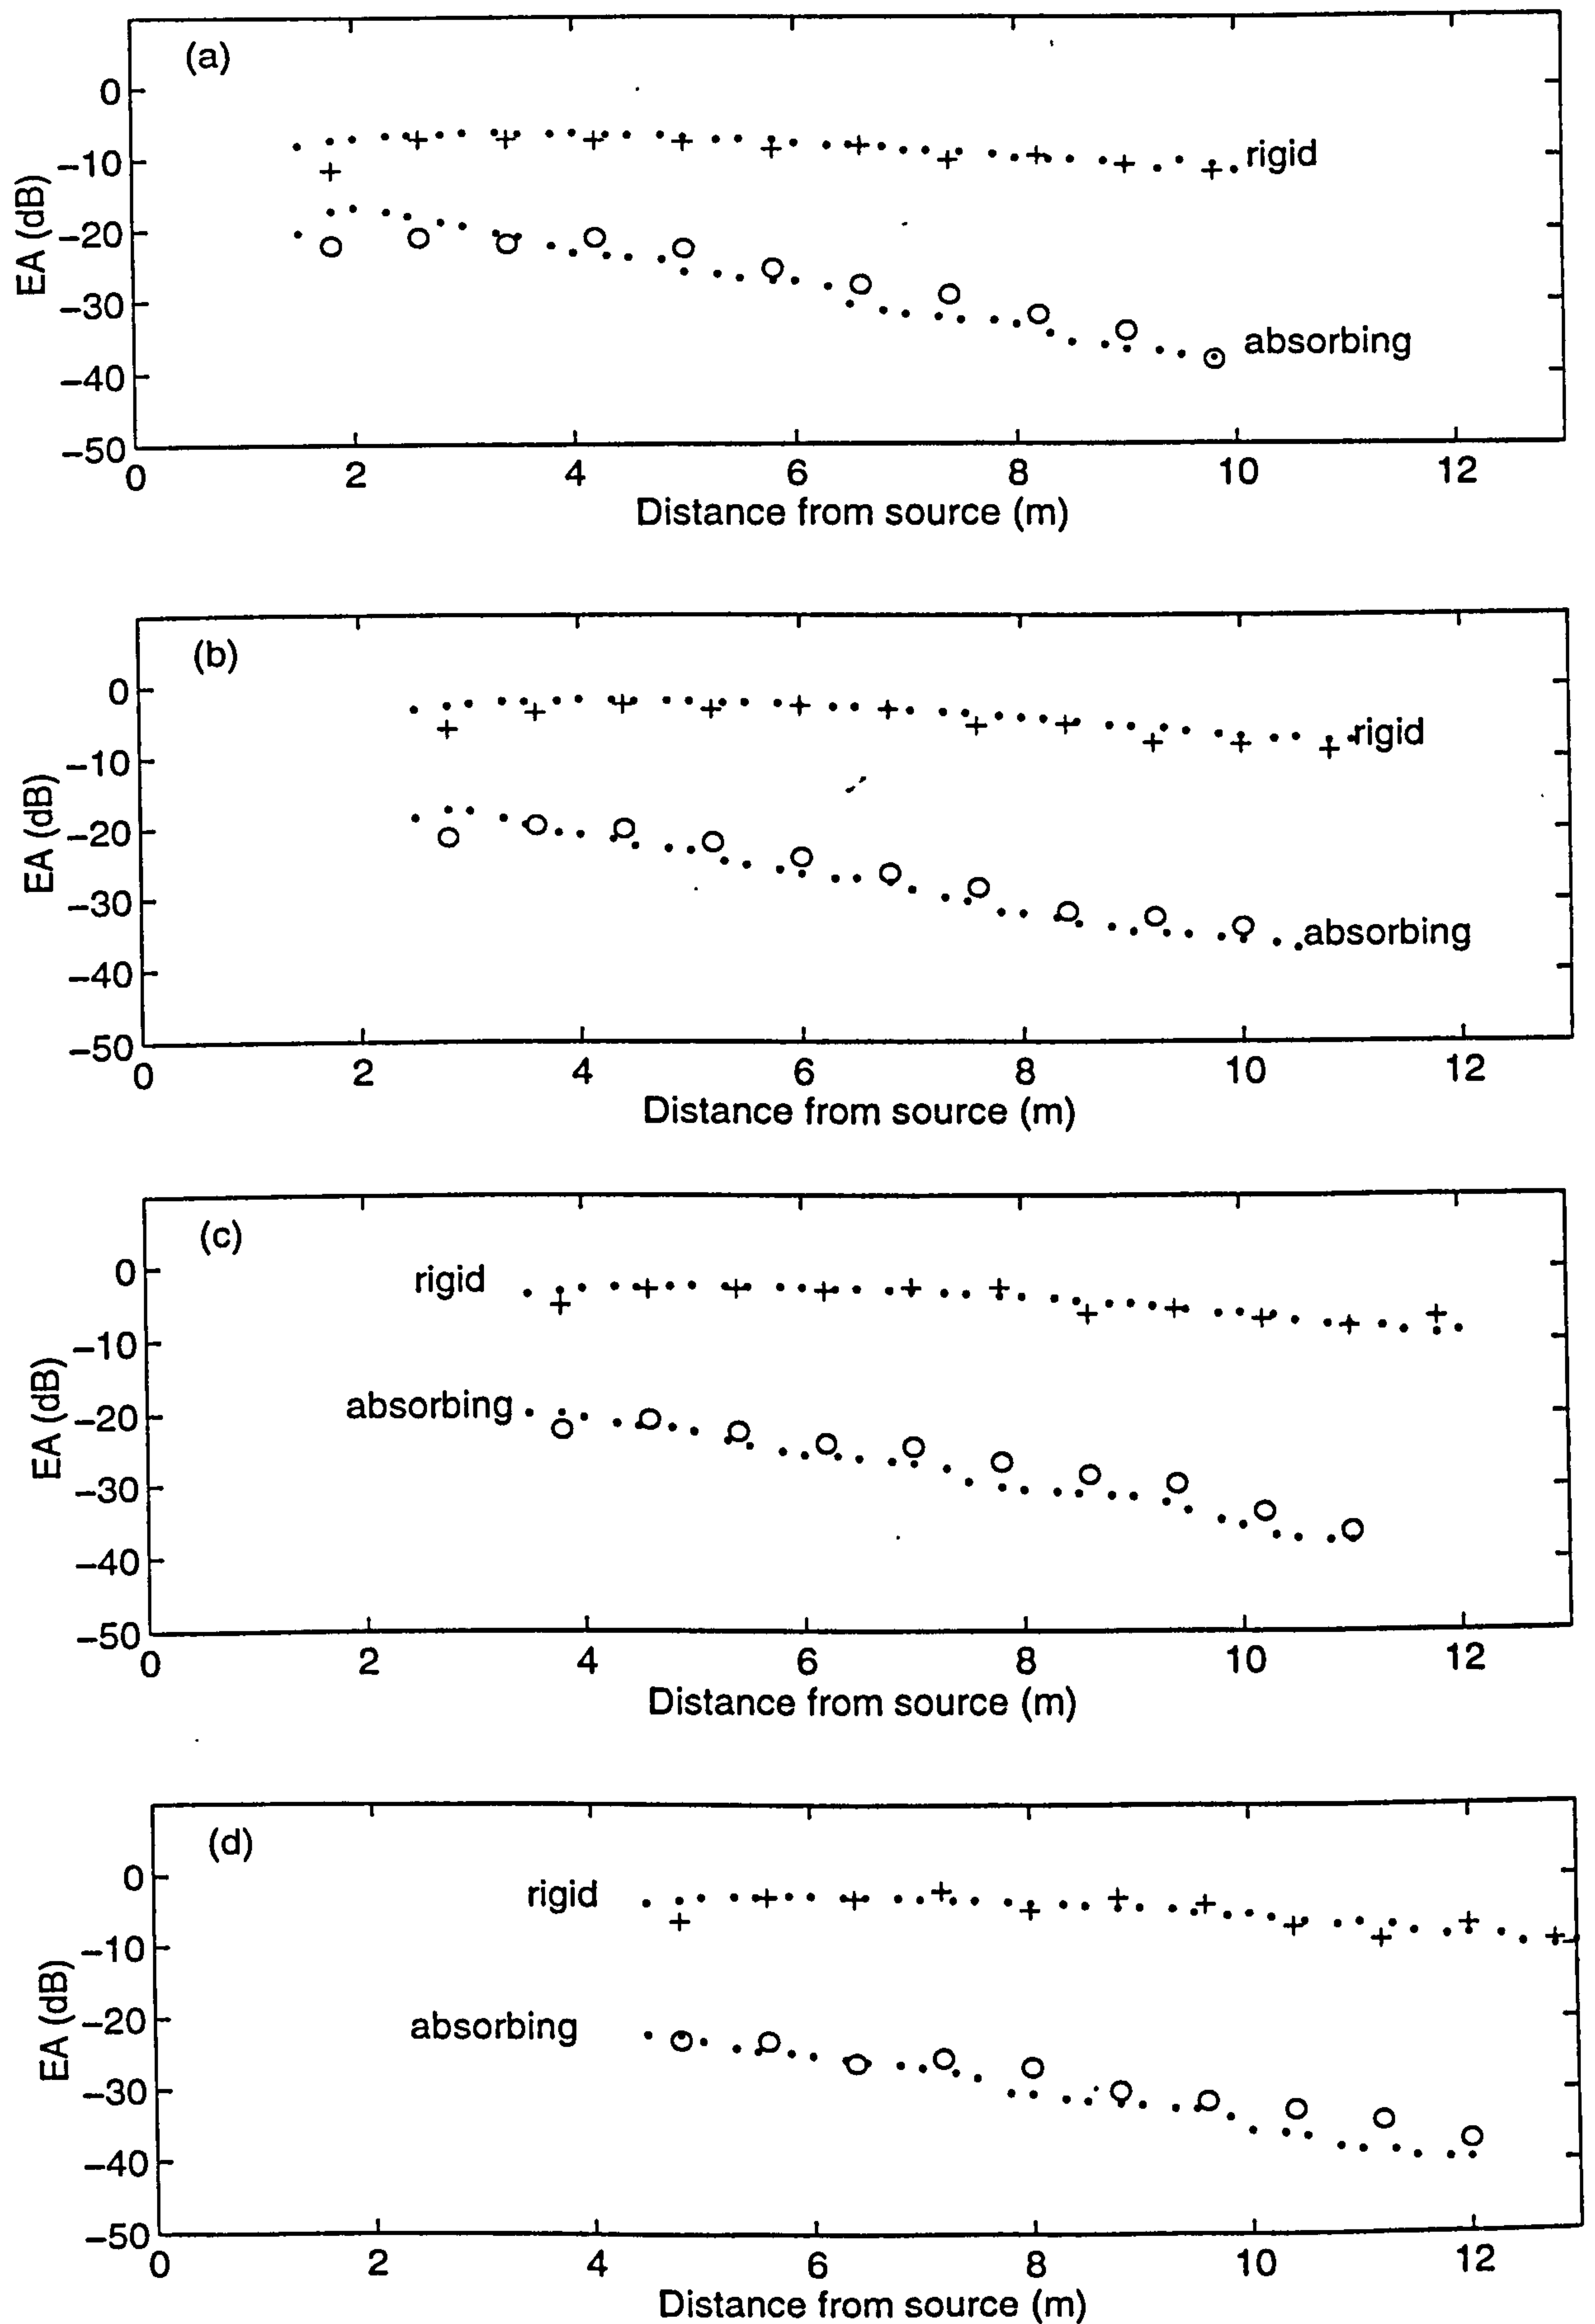 (a)
0
–10
–20
–30
–40
–50
EA (dB)
rigid
absorbing
0 2 4 6 8 10 12
Distance from source (m)
(b)
0
–10
–20
–30
–40
–50
EA (dB)
rigid
absorbing
0 2 4 6 8 10 12
Distance from source (m)
(c)
0
–10
–20
–30
–40
–50
EA (dB)
rigid
absorbing
0 2 4 6 8 10 12
Distance from source (m)
(d)
0
–10
–20
–30
–40
–50
EA (dB)
rigid
absorbing
0 2 4 6 8 10 12
Distance from source (m)